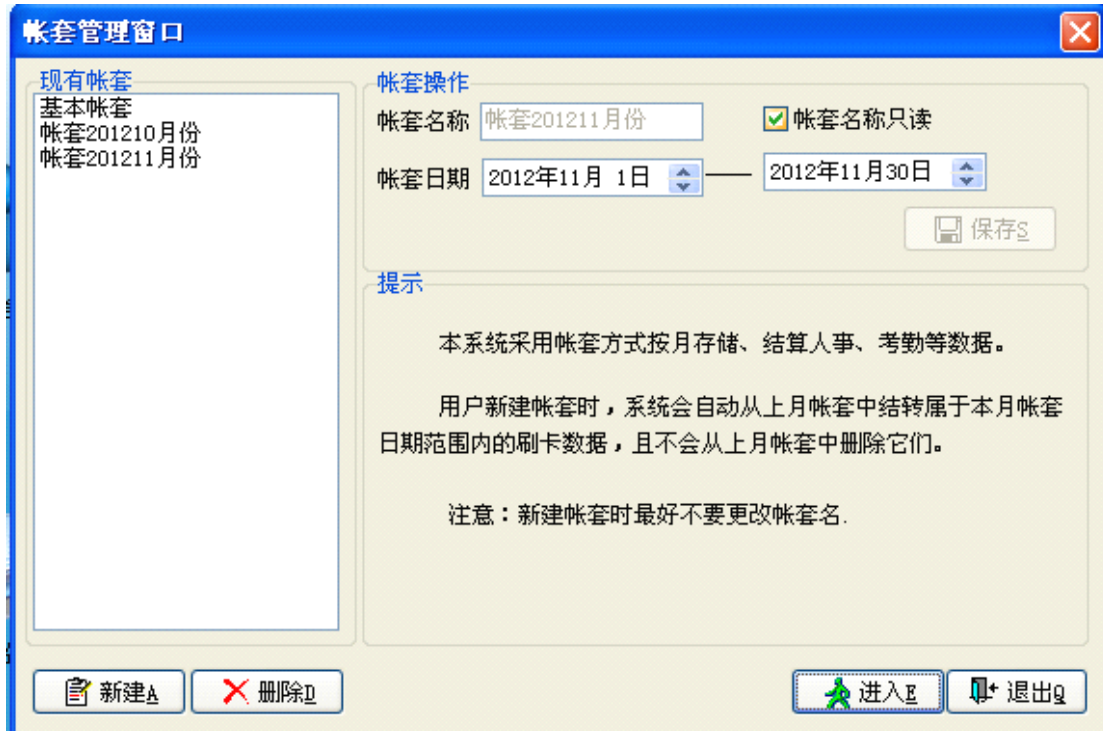 帐套管理窗口
现有帐套
基本帐套
帐套201210月份
帐套201211月份
帐套操作
帐套名称 帐套201211月份 帐套名称只读
帐套日期 2012年11月 1日 —— 2012年11月30日
保存S
提示
本系统采用帐套方式按月存储、结算人事、考勤等数据。
用户新建帐套时，系统会自动从上月帐套中结转属于本月帐套
日期范围内的刷卡数据，且不会从上月帐套中删除它们。
注意：新建帐套时最好不要更改帐套名.
新建A 删除D 进入E 退出Q